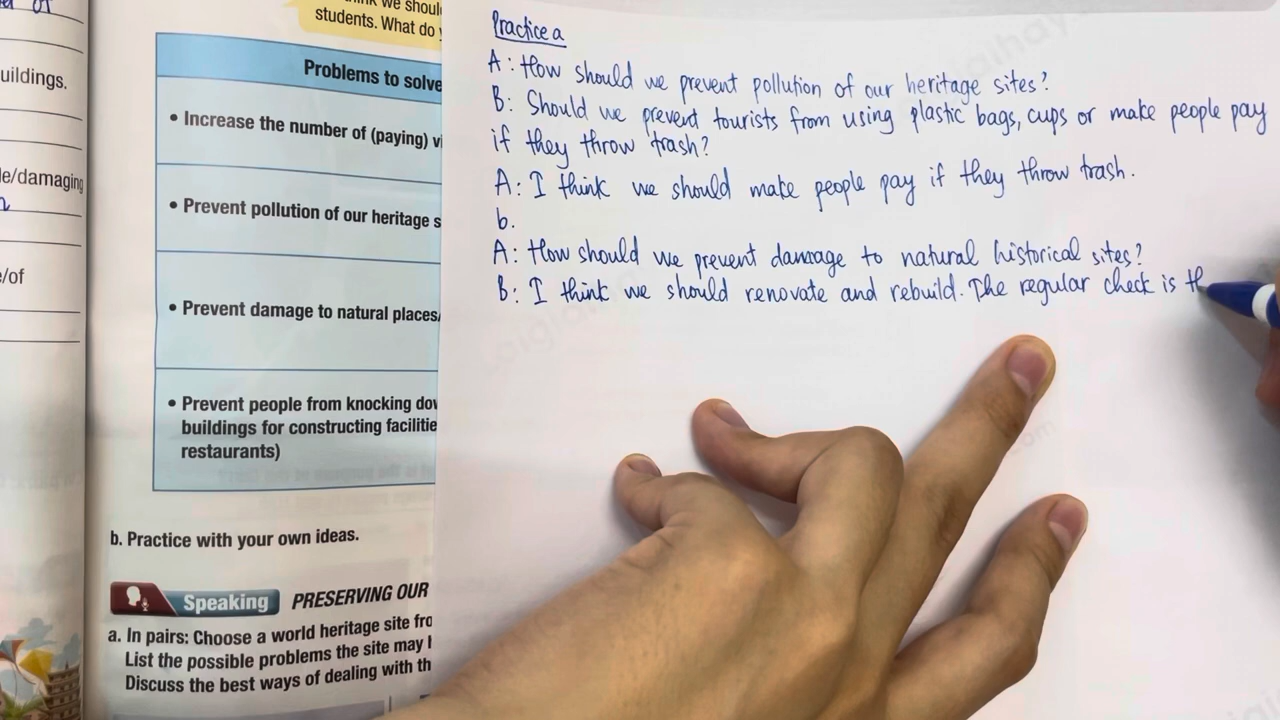 uildings.
le/damaging
e/of
think we shoul
students. What do y
Problems to solve
• Increase the number of (paying) vi
• Prevent pollution of our heritage s
• Prevent damage to natural places/
• Prevent people from knocking dow
buildings for constructing facilitie
restaurants)
b. Practice with your own ideas.
Speaking PRESERVING OUR
a. In pairs: Choose a world heritage site fro
List the possible problems the site may h
Discuss the best ways of dealing with th
Practice a
A: How should we prevent pollution of our heritage sites?
B: Should we prevent tourists from using plastic bags, cups or make people pay
if they throw trash?
A: I think we should make people pay if they throw trash.
b.
A: How should we prevent damage to natural historical sites?
B: I think we should renovate and rebuild. The regular check is th